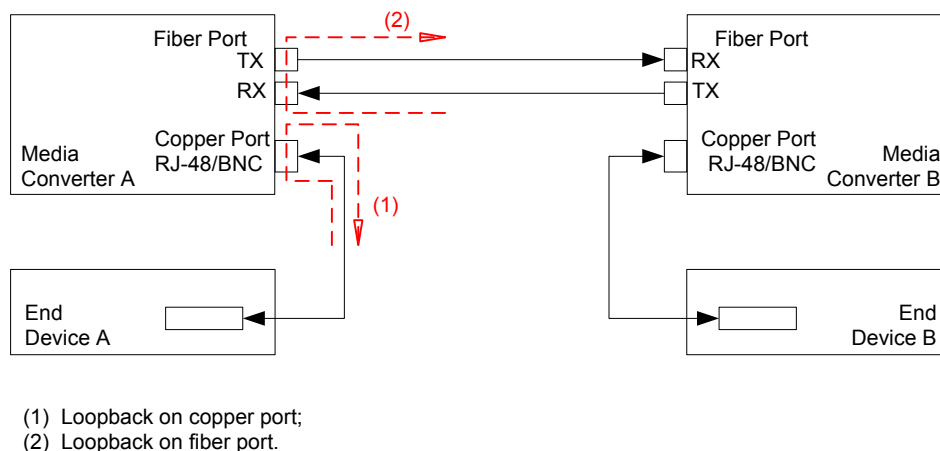 (2)
Fiber Port
TX
RX
Copper Port
RJ-48/BNC
Media
Converter A
Fiber Port
RX
TX
Copper Port
RJ-48/BNC
Media
Converter B
(1)
End
Device A
End
Device B
(1) Loopback on copper port;
(2) Loopback on fiber port.